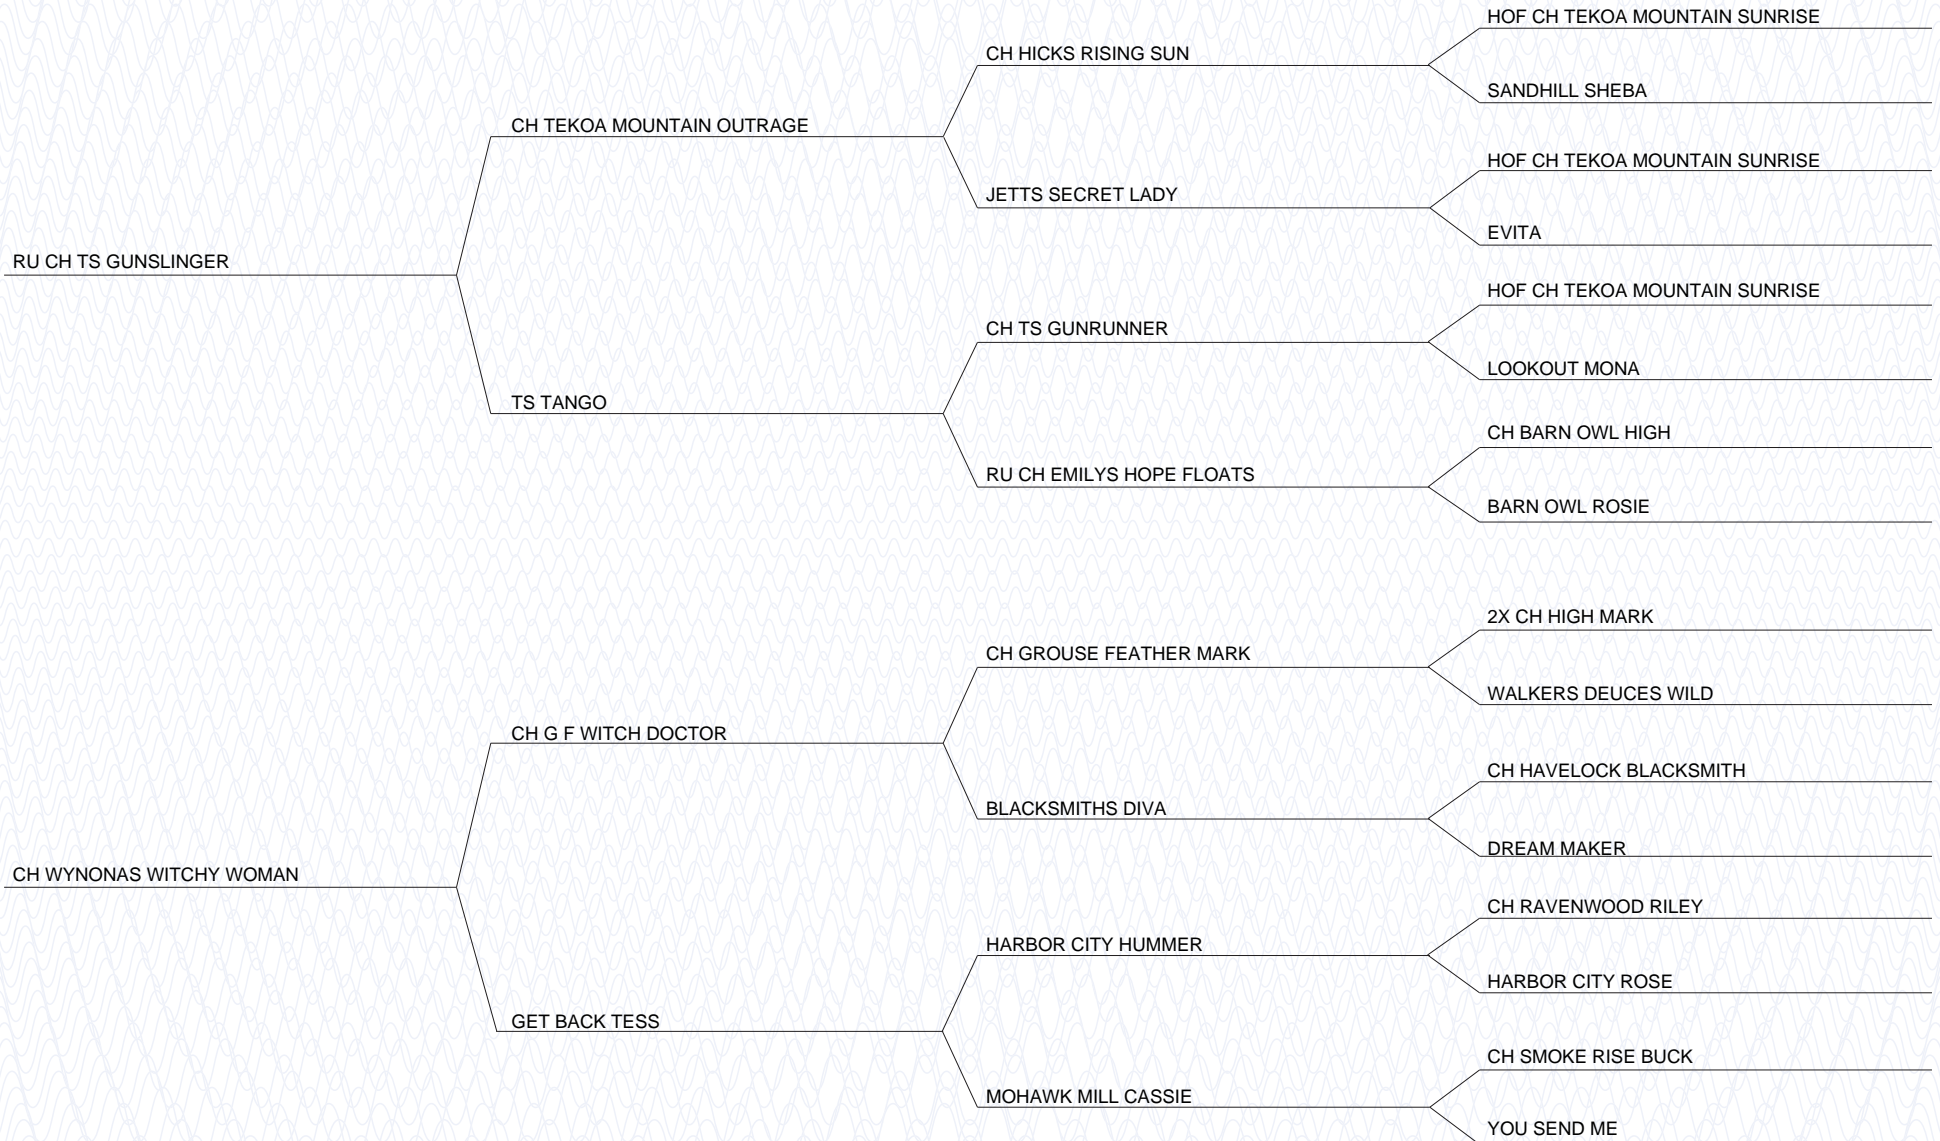 HOF CH TEKOA MOUNTAIN SUNRISE
CH HICKS RISING SUN
SANDHILL SHEBA
CH TEKOA MOUNTAIN OUTRAGE
HOF CH TEKOA MOUNTAIN SUNRISE
JETTS SECRET LADY
EVITA
RU CH TS GUNSLINGER
HOF CH TEKOA MOUNTAIN SUNRISE
CH TS GUNRUNNER
LOOKOUT MONA
TS TANGO
CH BARN OWL HIGH
RU CH EMILYS HOPE FLOATS
BARN OWL ROSIE
2X CH HIGH MARK
CH GROUSE FEATHER MARK
WALKERS DEUCES WILD
CH G F WITCH DOCTOR
CH HAVELOCK BLACKSMITH
BLACKSMITHS DIVA
DREAM MAKER
CH WYNONAS WITCHY WOMAN
CH RAVENWOOD RILEY
HARBOR CITY HUMMER
HARBOR CITY ROSE
GET BACK TESS
CH SMOKE RISE BUCK
MOHAWK MILL CASSIE
YOU SEND ME